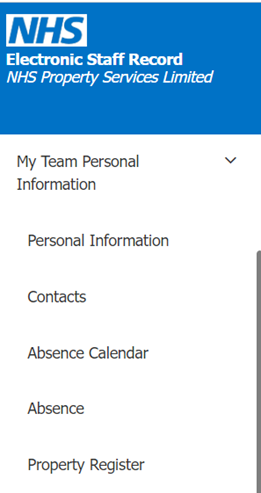 NHS
Electronic Staff Record
NHS Property Services Limited
My Team Personal
Information
Personal Information
Contacts
Absence Calendar
Absence
Property Register